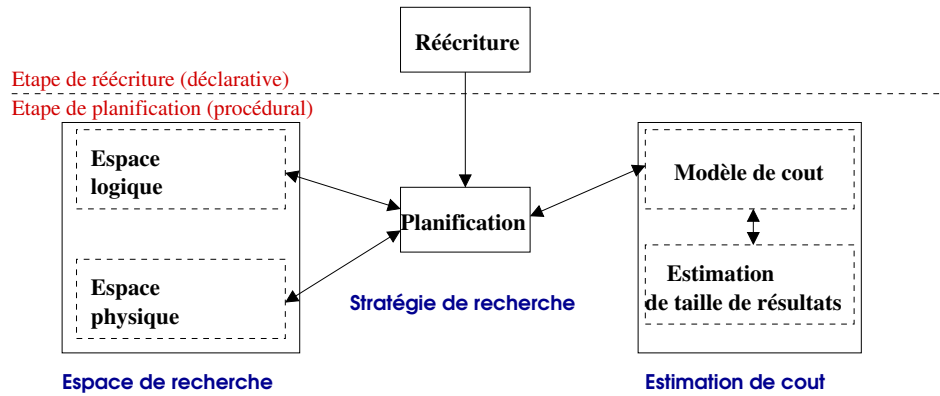 Réécriture
Etape de réécriture (déclarative)
Etape de planification (procédural)
Espace
logique
Modèle de cout
Planification
Espace
physique
Estimation
de taille de résultats
Stratégie de recherche
Espace de recherche
Estimation de cout